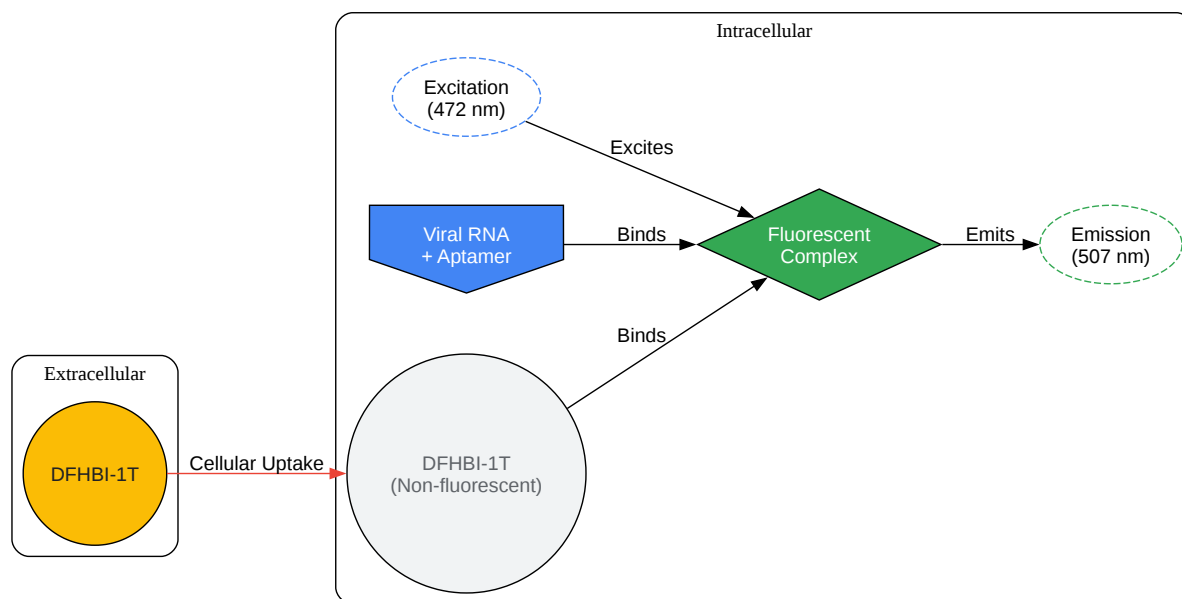 Intracellular
Excitation
(472 nm)
Excites
Viral RNA
+ Aptamer
Binds
Fluorescent
Complex
Emits
Emission
(507 nm)
Binds
Extracellular
DFHBI-1T
Cellular Uptake
DFHBI-1T
(Non-fluorescent)